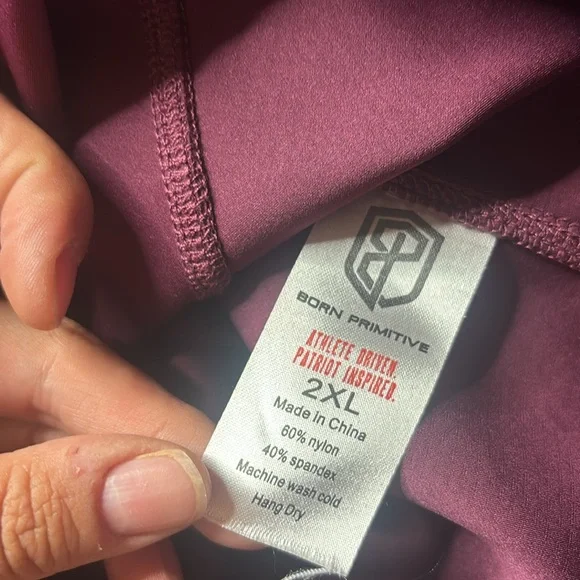 BORN PRIMITIVE
ATHLETE DRIVEN.
PATRIOT INSPIRED.
2XL
Made in China
60% nylon
40% spandex
Machine wash cold
Hang Dry